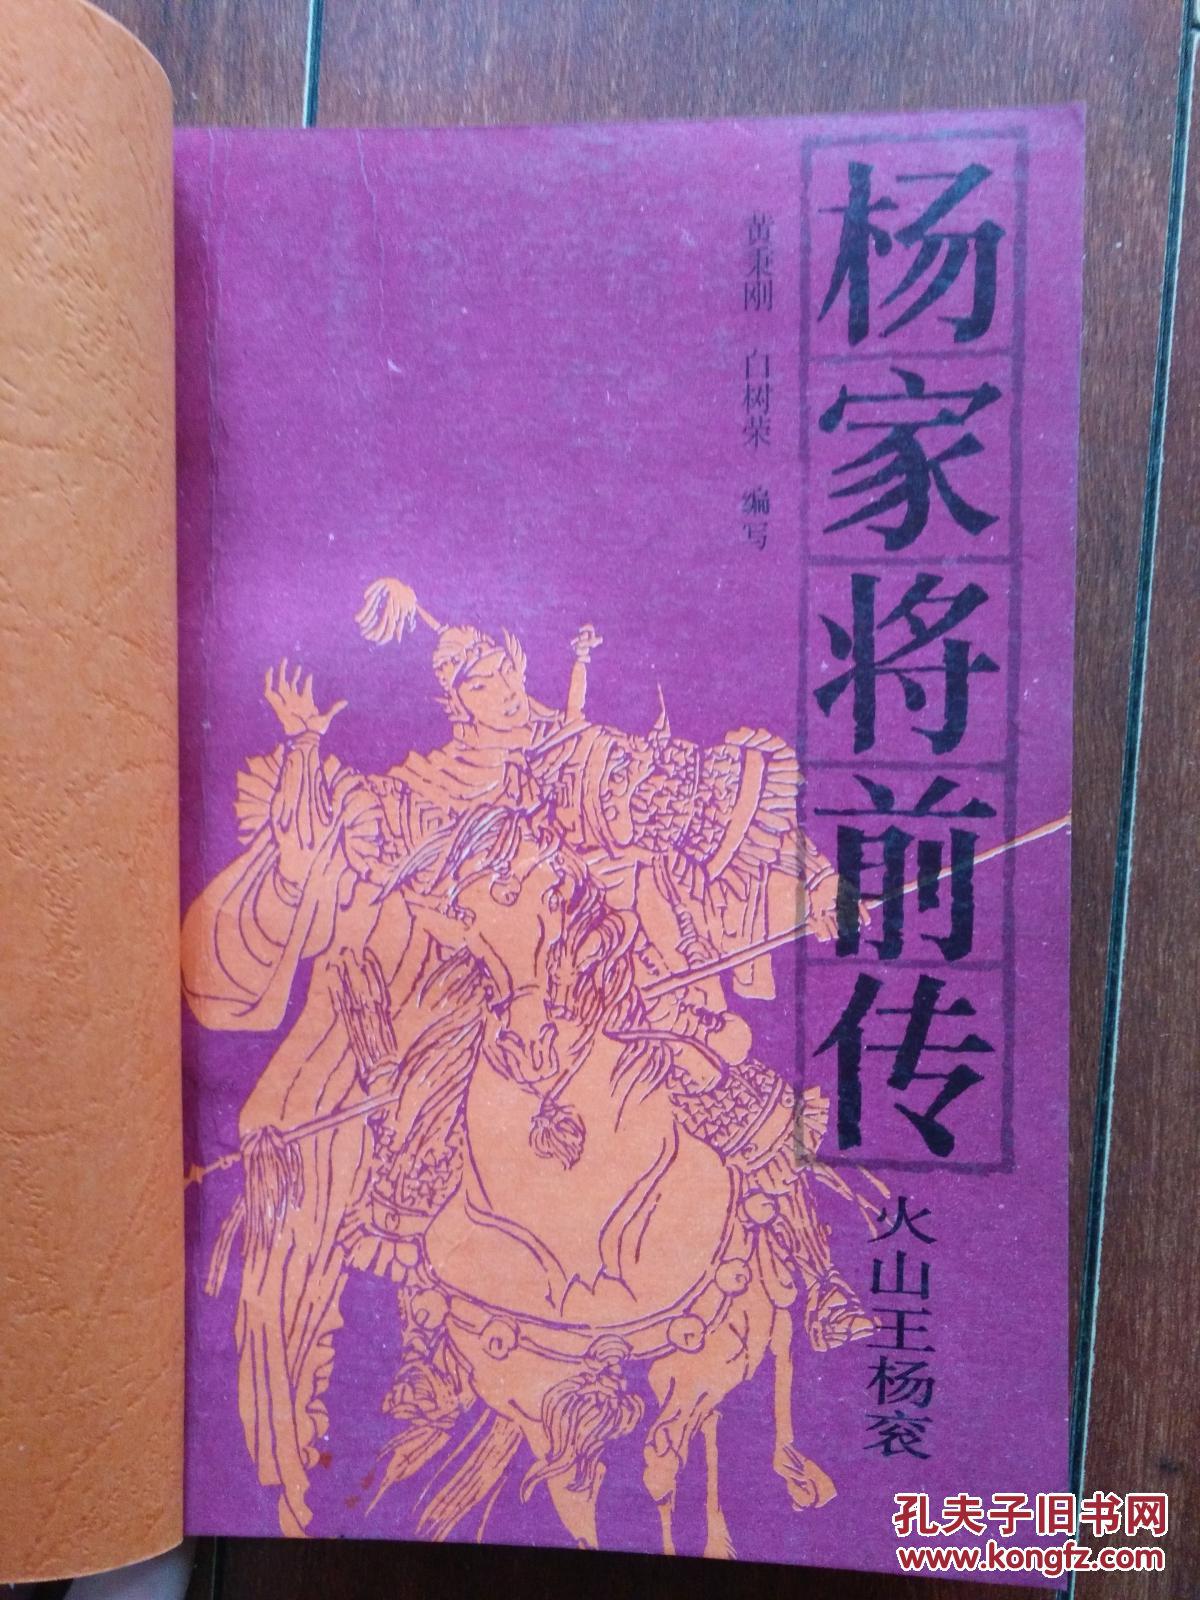 杨家将前传
火山王杨衮
黄秉刚 白树荣 编写
孔夫子旧书网
www.kongfz.com